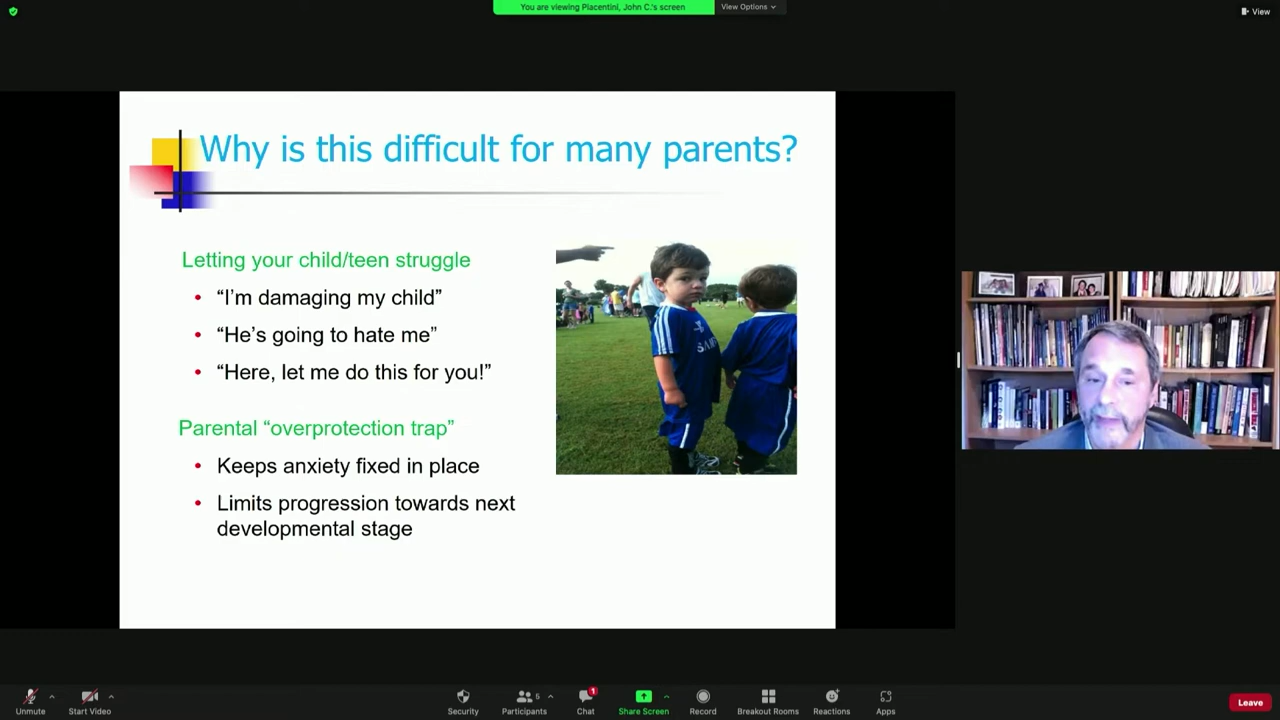 You are viewing Piacentini, John C.'s screen
View Options
View
Why is this difficult for many parents?
Letting your child/teen struggle
• “I’m damaging my child”
• “He’s going to hate me”
• “Here, let me do this for you!”
Parental “overprotection trap”
• Keeps anxiety fixed in place
• Limits progression towards next
developmental stage
Unmute
Start Video
Security
Participants
5
Chat
1
Share Screen
Record
Breakout Rooms
Reactions
Apps
Leave